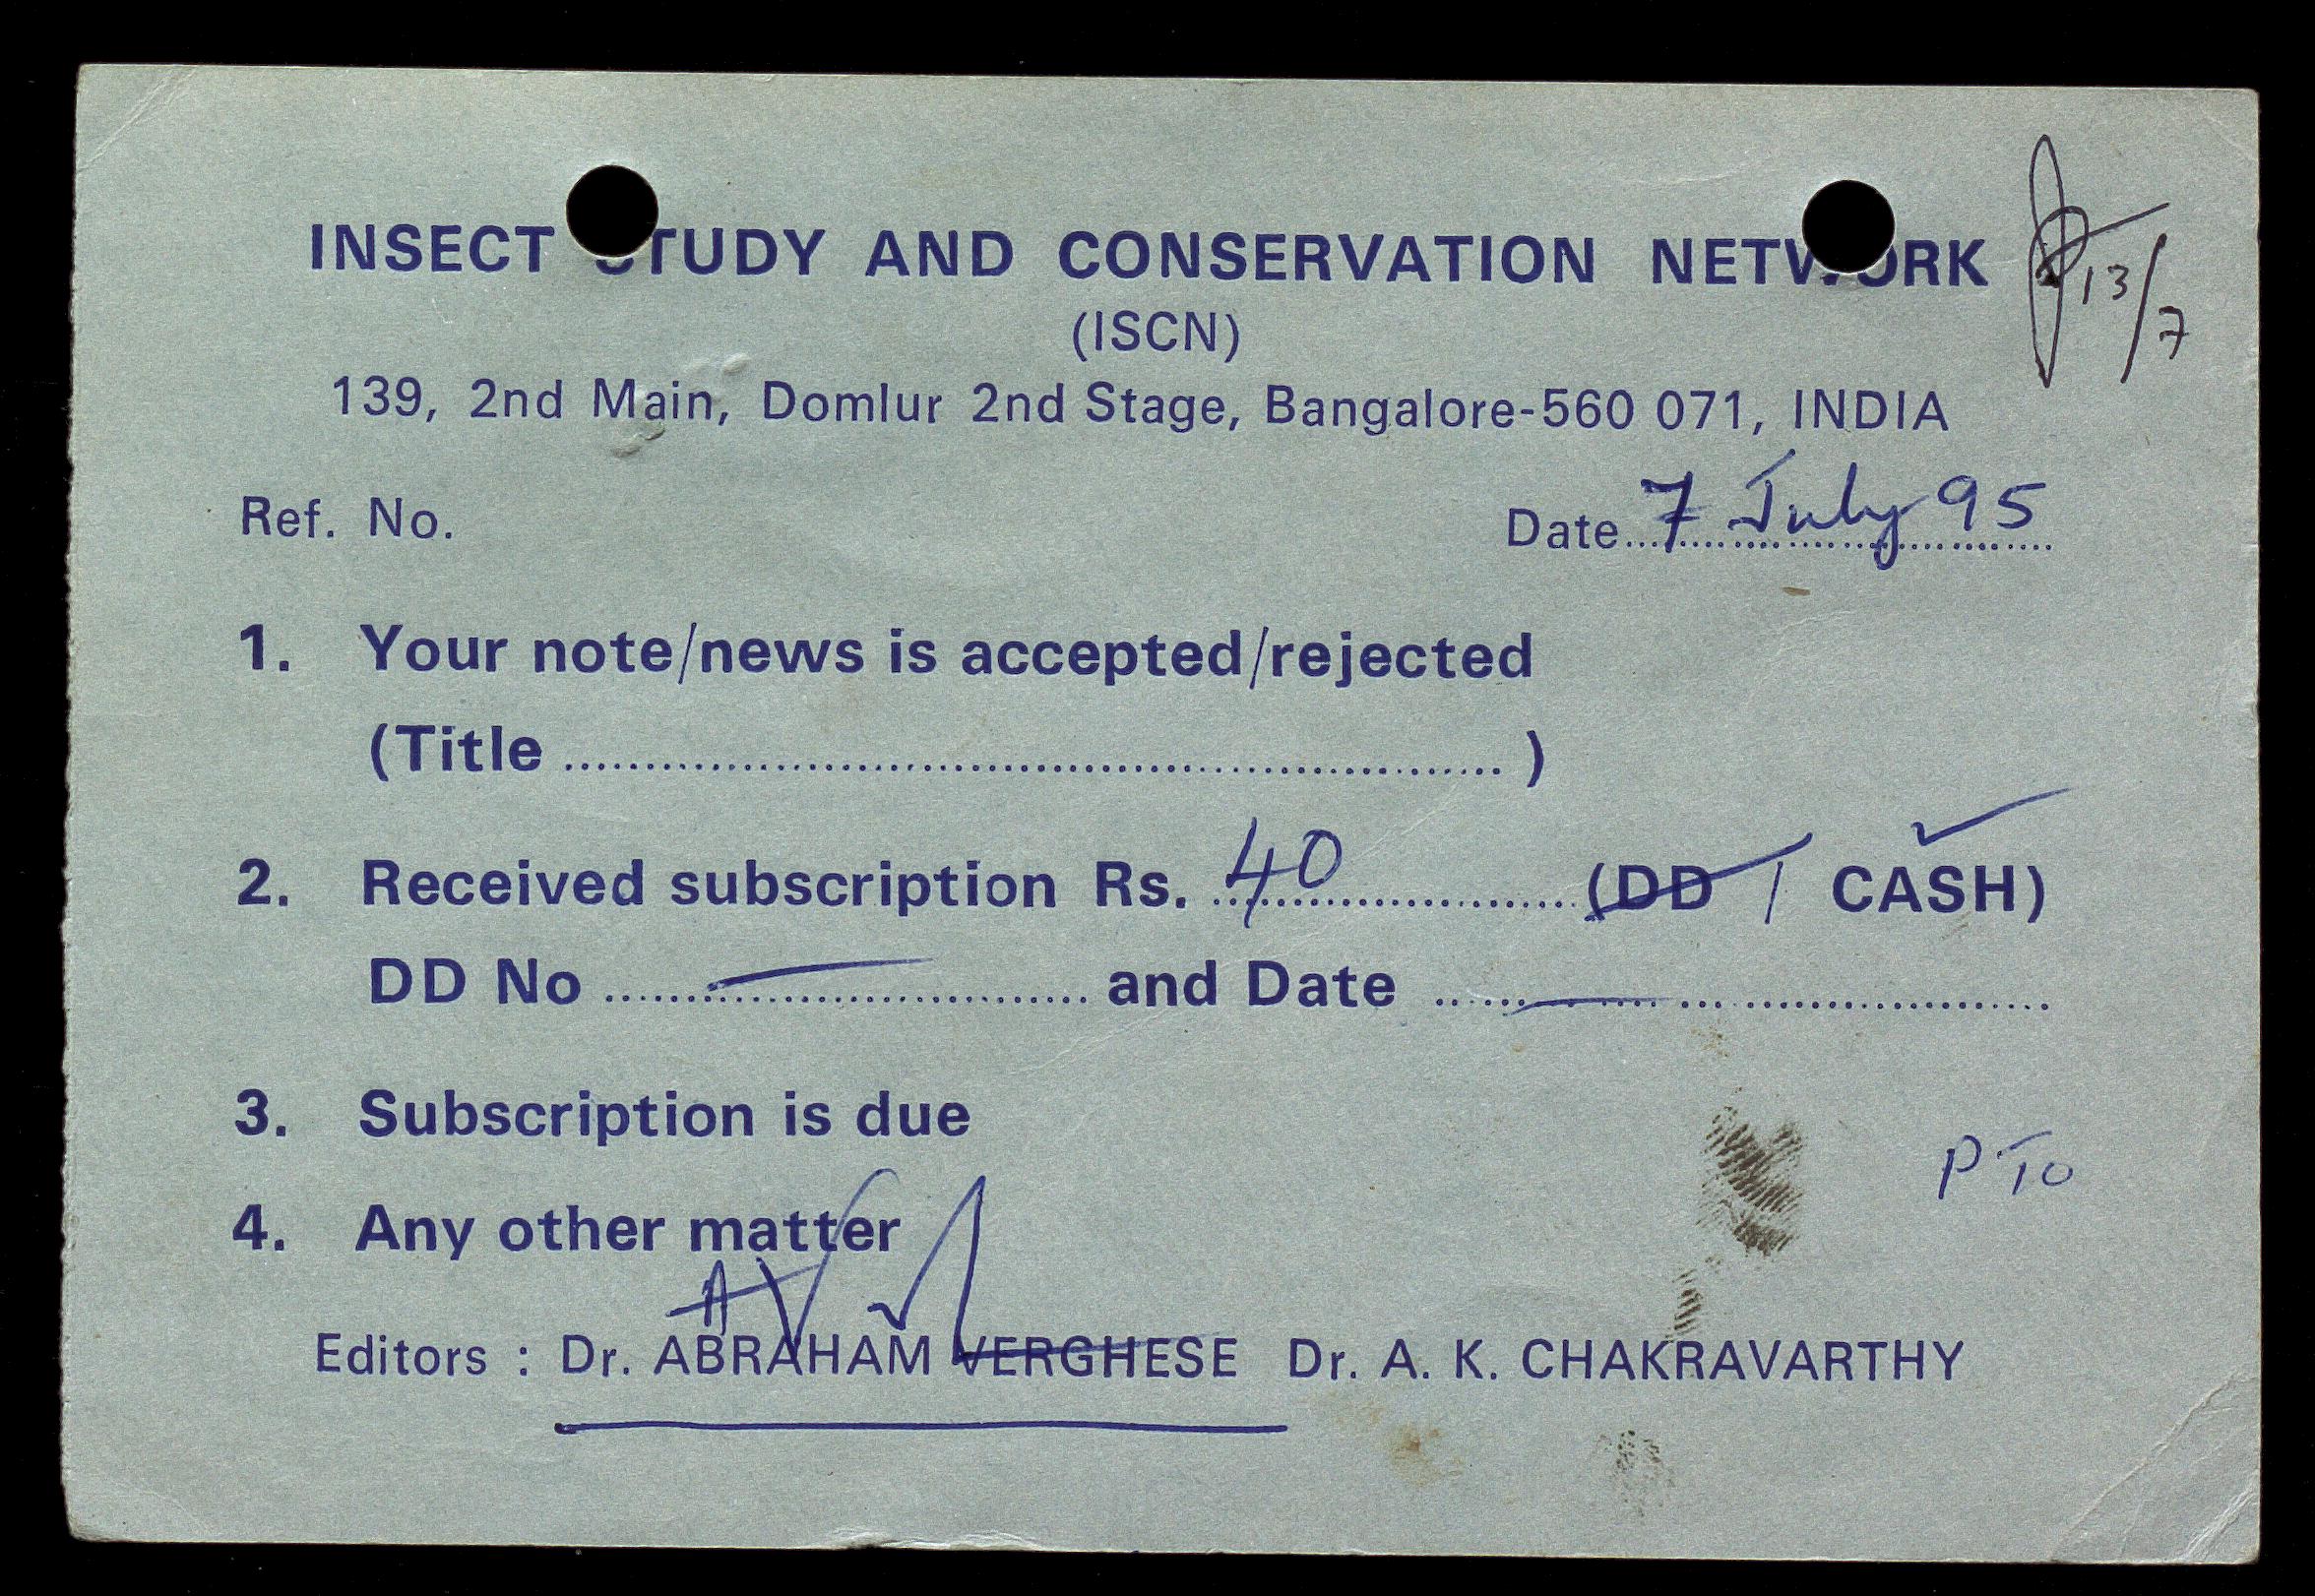 INSECT STUDY AND CONSERVATION NETWORK
(ISCN)
13/7
139, 2nd Main, Domlur 2nd Stage, Bangalore-560 071, INDIA
Ref. No. Date 7 July 95
1. Your note/news is accepted/rejected
(Title ........................................ )
2. Received subscription Rs. 40 (DD / CASH)
DD No — and Date —
3. Subscription is due
P To
4. Any other matter
Editors : Dr. ABRAHAM VERGHESE Dr. A. K. CHAKRAVARTHY